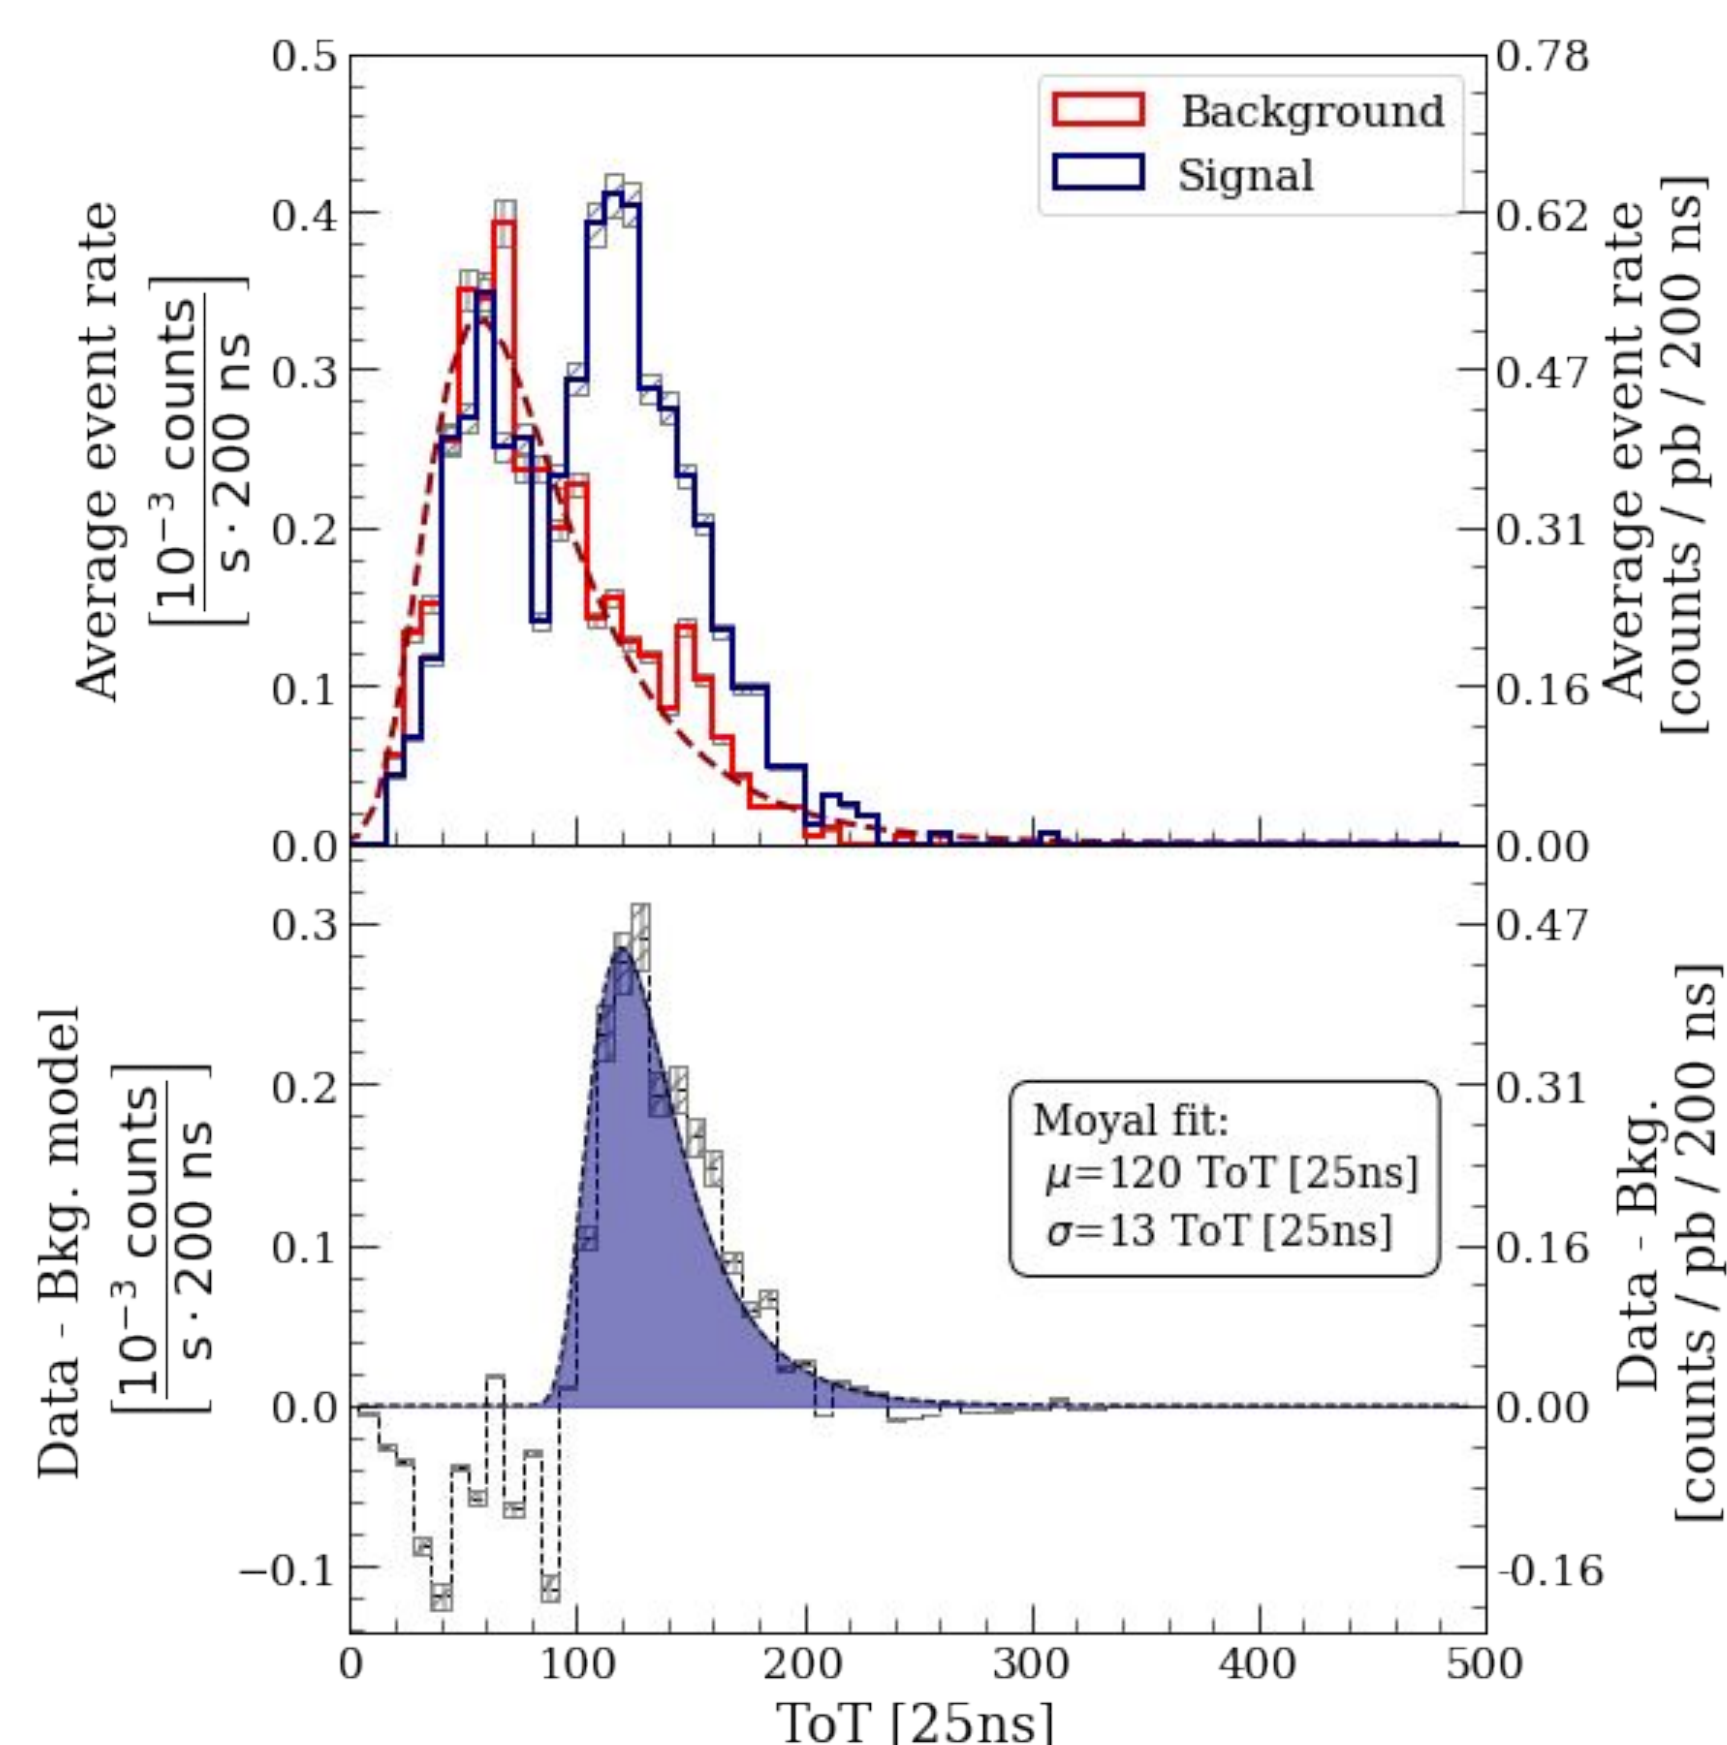 0.5
0.4
0.3
0.2
0.1
0.0
Average event rate
[10⁻³ counts / s · 200 ns]
0.78
0.62
0.47
0.31
0.16
0.00
Average event rate
[counts / pb / 200 ns]
Background
Signal
0.3
0.2
0.1
0.0
−0.1
Data - Bkg. model
[10⁻³ counts / s · 200 ns]
0.47
0.31
0.16
0.00
-0.16
Data - Bkg.
[counts / pb / 200 ns]
Moyal fit:
μ=120 ToT [25ns]
σ=13 ToT [25ns]
0 100 200 300 400 500
ToT [25ns]